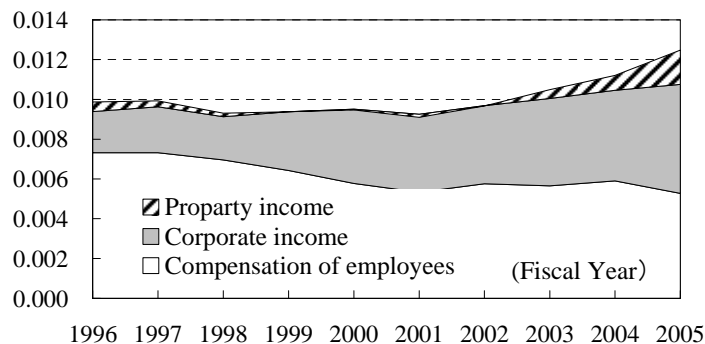 0.014
0.012
0.010
0.008
0.006
0.004
0.002
0.000
Proparty income
Corporate income
Compensation of employees
(Fiscal Year）
1996 1997 1998 1999 2000 2001 2002 2003 2004 2005